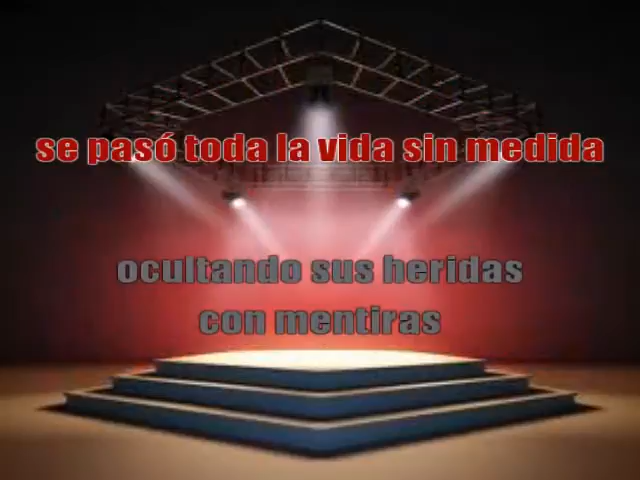 se pasó toda la vida sin medida
ocultando sus heridas
con mentiras